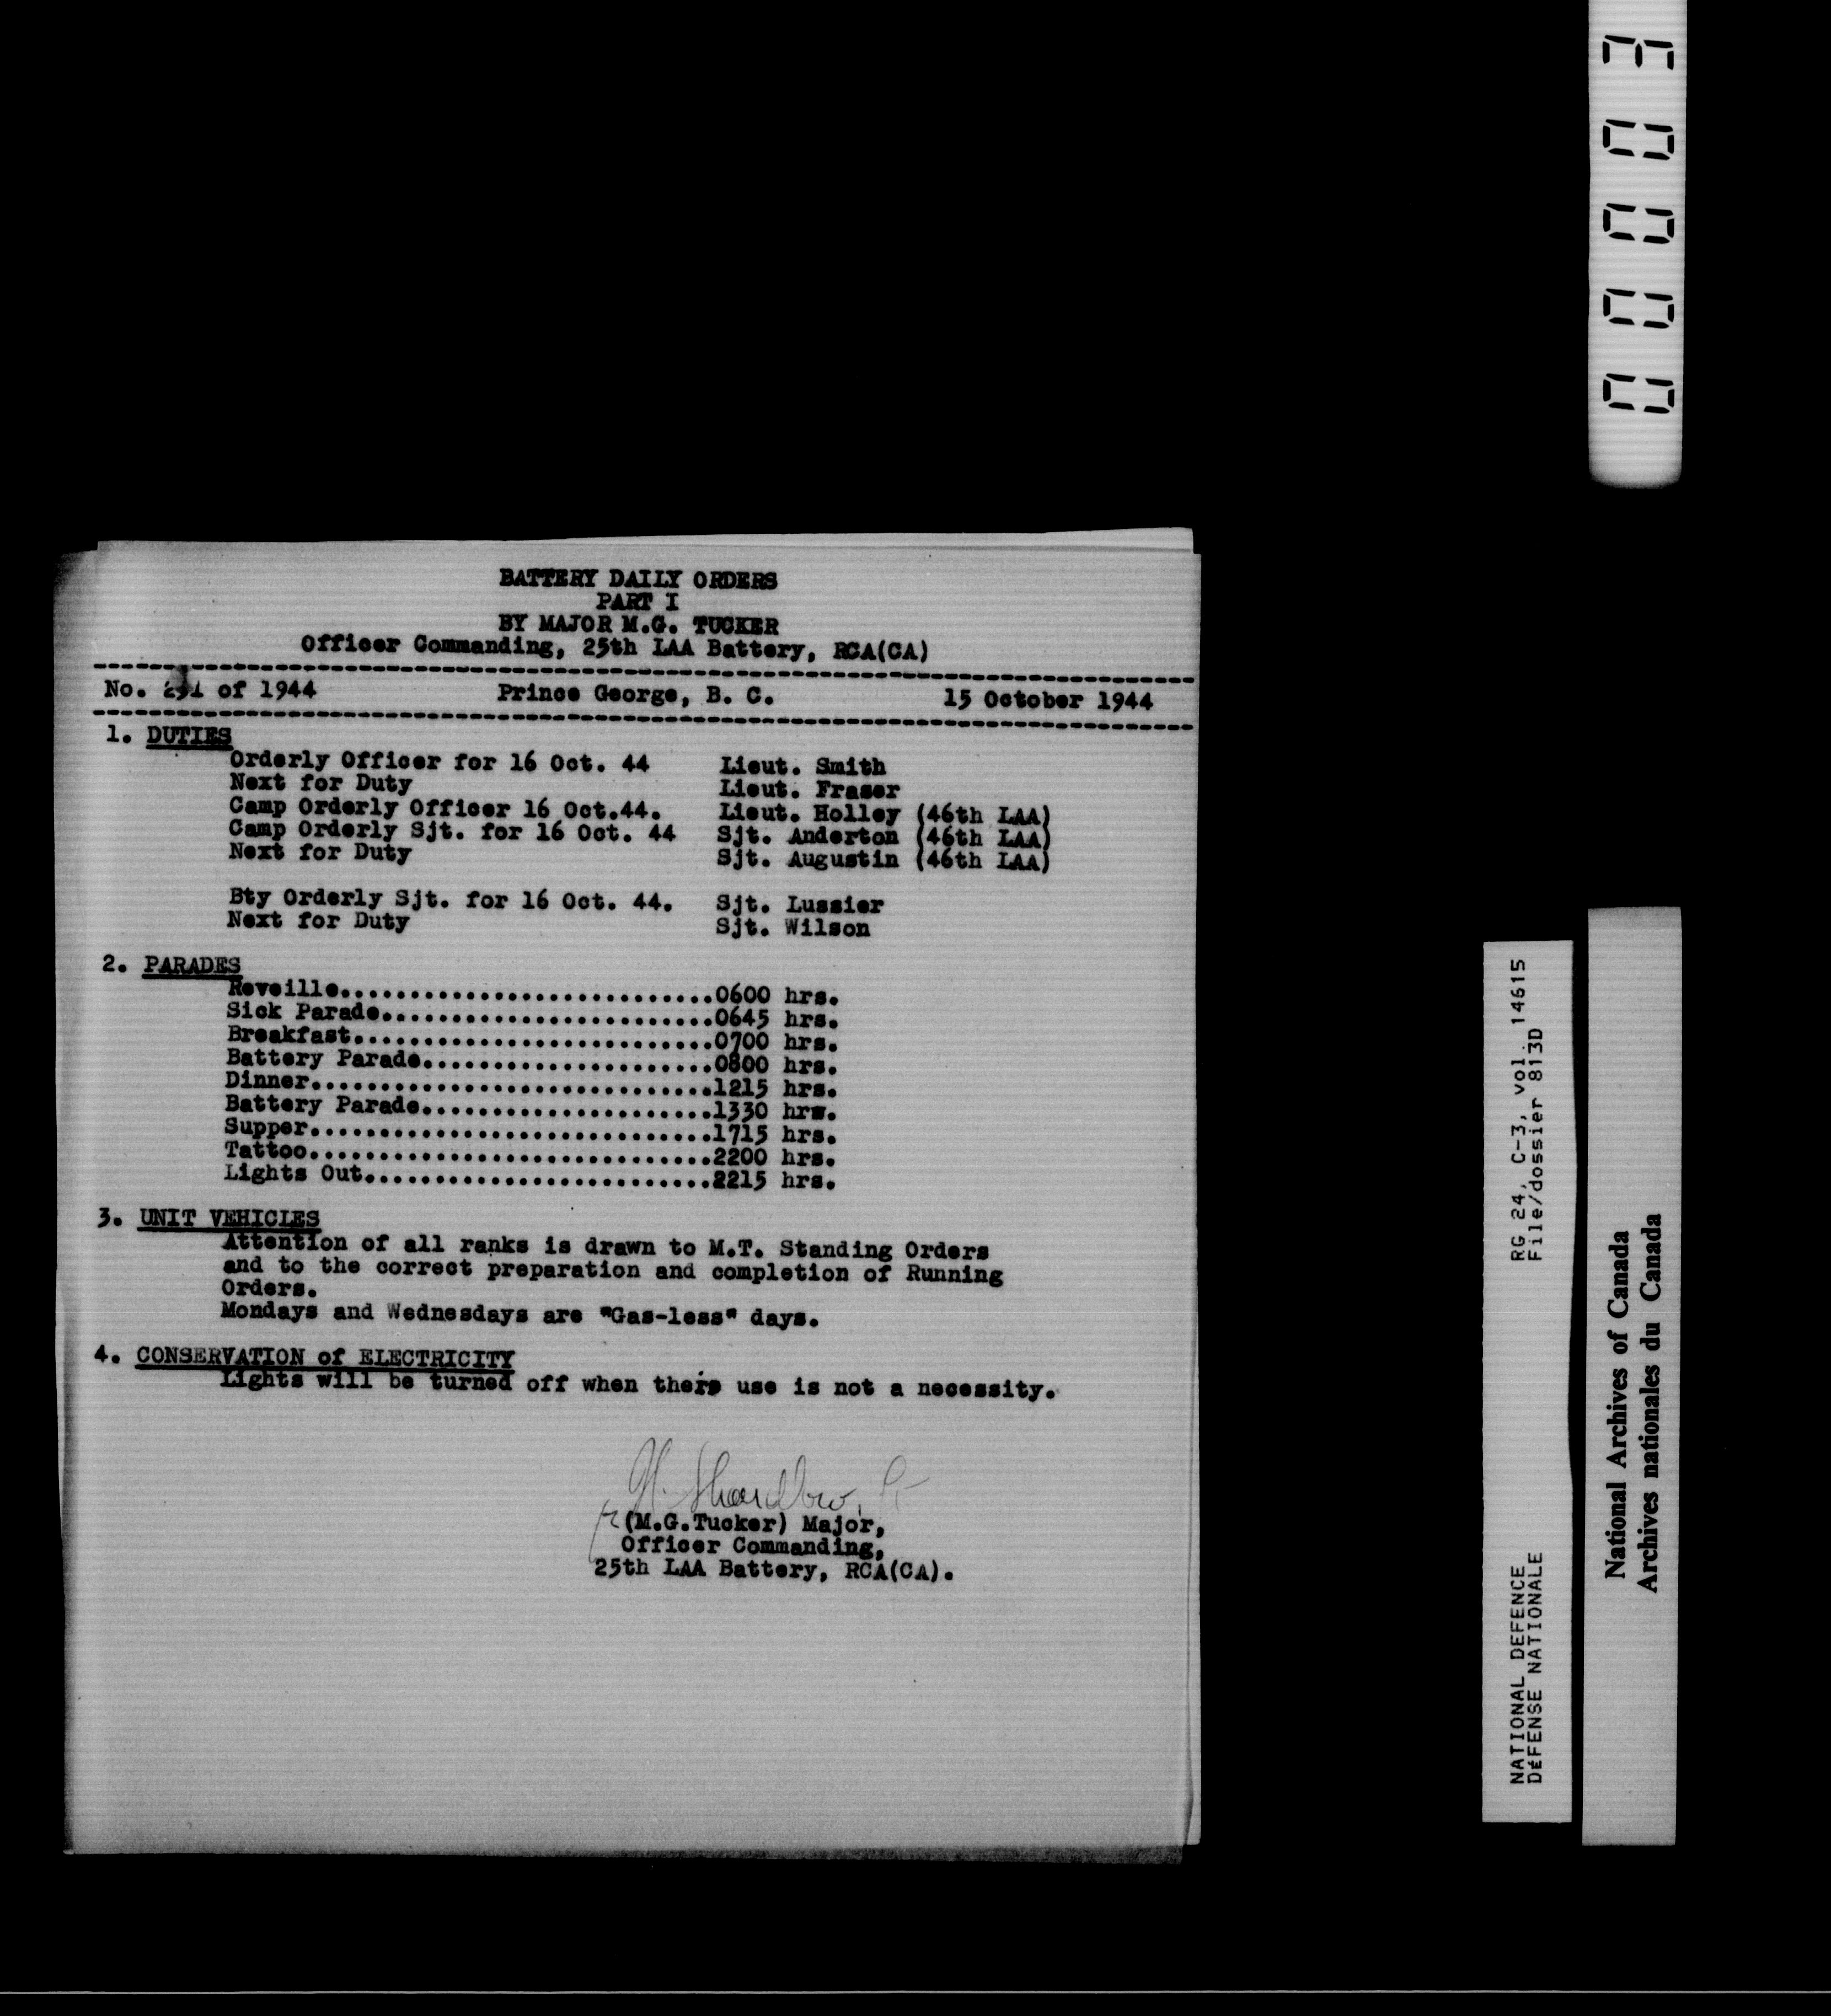 BATTERY DAILY ORDERS
PART I
BY MAJOR M.G. TUCKER
Officer Commanding, 25th LAA Battery, RCA(CA)
No. of 1944 Prince George, B. C. 15 October 1944
1. DUTIES
Orderly Officer for 16 Oct. 44 Lieut. Smith
Next for Duty Lieut. Fraser
Camp Orderly Officer 16 Oct.44. Lieut. Holley (46th LAA)
Camp Orderly Sjt. for 16 Oct. 44 Sjt. Anderton (46th LAA)
Next for Duty Sjt. Augustin (46th LAA)
Bty Orderly Sjt. for 16 Oct. 44. Sjt. Lussier
Next for Duty Sjt. Wilson
2. PARADES
Reveille............................0600 hrs.
Sick Parade.........................0645 hrs.
Breakfast...........................0700 hrs.
Battery Parade......................0800 hrs.
Dinner..............................1215 hrs.
Battery Parade......................1330 hrs.
Supper..............................1715 hrs.
Tattoo..............................2200 hrs.
Lights Out..........................2215 hrs.
3. UNIT VEHICLES
Attention of all ranks is drawn to M.T. Standing Orders
and to the correct preparation and completion of Running
Orders.
Mondays and Wednesdays are "Gas-less" days.
4. CONSERVATION of ELECTRICITY
Lights will be turned off when their use is not a necessity.
(M.G.Tucker) Major,
Officer Commanding,
25th LAA Battery, RCA(CA).
NATIONAL DEFENCE RG 24, C-3, vol. 14615
DÉFENSE NATIONALE File/dossier 813D
National Archives of Canada
Archives nationales du Canada